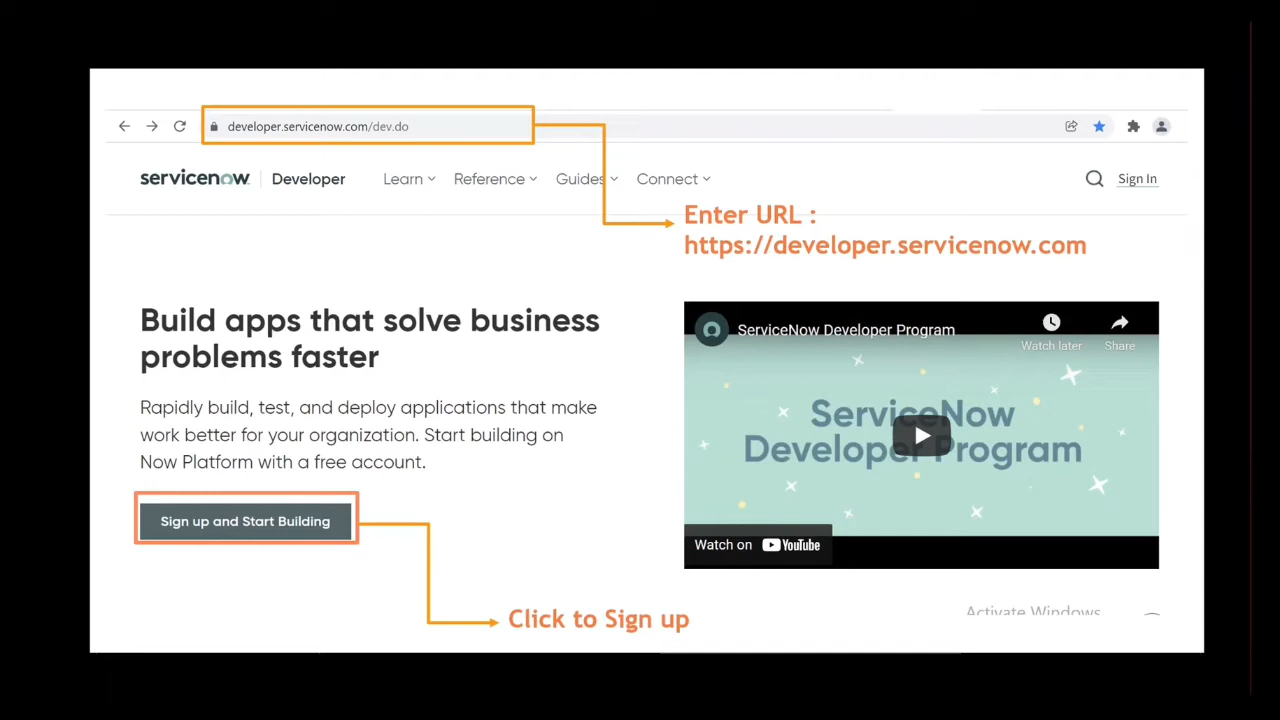 developer.servicenow.com/dev.do
servicenow Developer Learn Reference Guides Connect Sign In
Enter URL :
https://developer.servicenow.com
Build apps that solve business
problems faster
Rapidly build, test, and deploy applications that make
work better for your organization. Start building on
Now Platform with a free account.
Sign up and Start Building
ServiceNow Developer Program
Watch later Share
ServiceNow
Developer Program
Watch on YouTube
Activate Windows
Click to Sign up